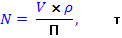 N = V × ρ / П, т